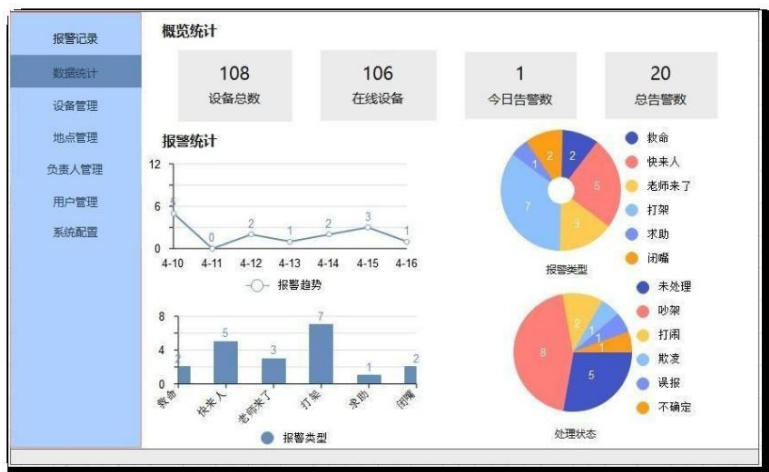 报警记录
数据统计
设备管理
地点管理
负责人管理
用户管理
系统配置
概览统计
108
设备总数
106
在线设备
1
今日告警数
20
总告警数
报警统计
12
6
0
5
0
2
1
2
3
1
4-10 4-11 4-12 4-13 4-14 4-15 4-16
报警趋势
8
4
0
2
5
3
7
1
2
救命 快来人 老师来了 打架 求助 闭嘴
报警类型
2
5
3
7
1
2
报警类型
救命
快来人
老师来了
打架
求助
闭嘴
8
2
1
1
1
5
处理状态
未处理
吵架
打闹
欺凌
误报
不确定